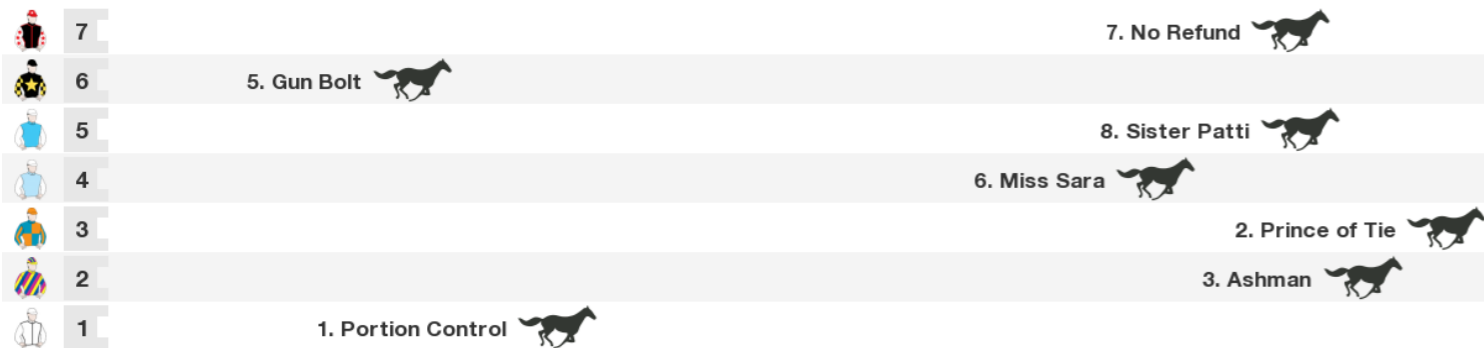 7 7. No Refund
6 5. Gun Bolt
5 8. Sister Patti
4 6. Miss Sara
3 2. Prince of Tie
2 3. Ashman
1 1. Portion Control